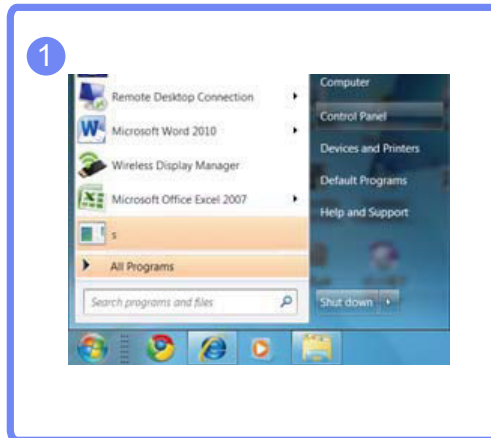 1
Remote Desktop Connection
Microsoft Word 2010
Wireless Display Manager
Microsoft Office Excel 2007
s
All Programs
Search programs and files
Computer
Control Panel
Devices and Printers
Default Programs
Help and Support
Shut down